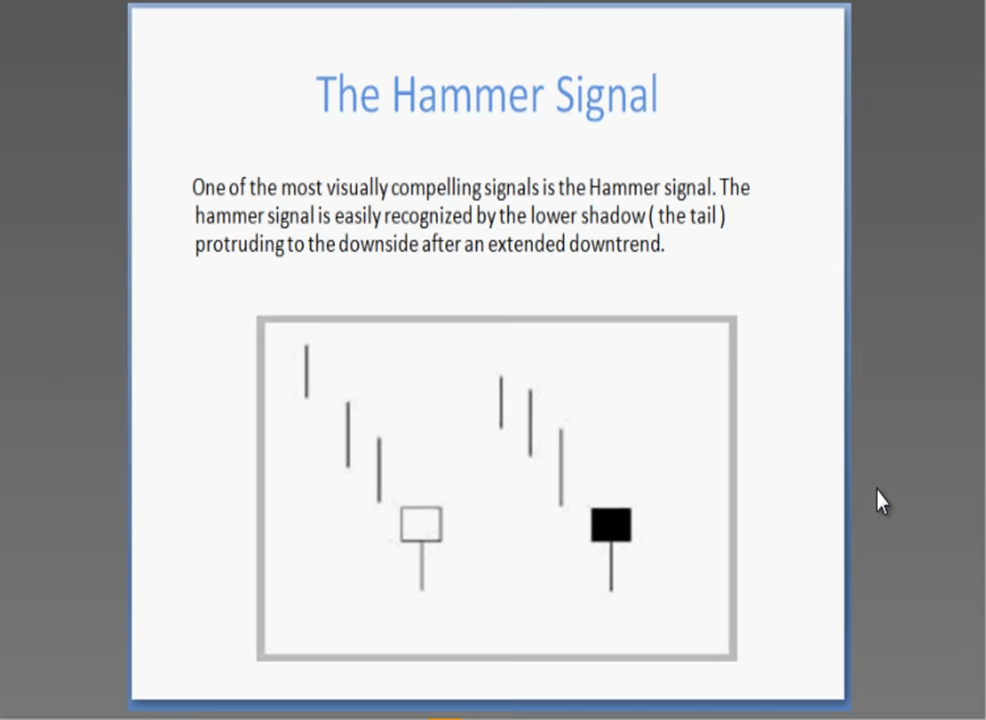 The Hammer Signal
One of the most visually compelling signals is the Hammer signal. The
hammer signal is easily recognized by the lower shadow ( the tail )
protruding to the downside after an extended downtrend.